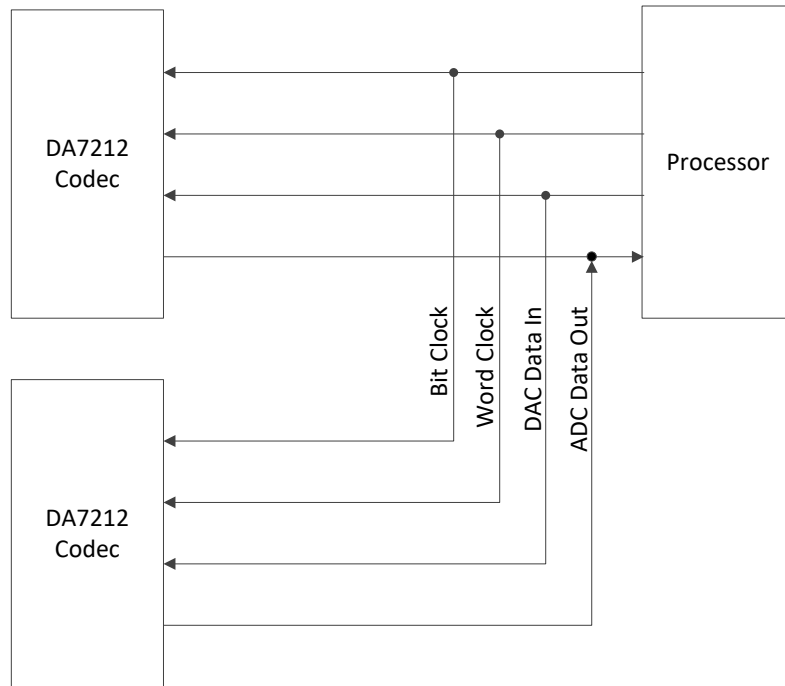 DA7212
Codec
Processor
Bit Clock
Word Clock
DAC Data In
ADC Data Out
DA7212
Codec